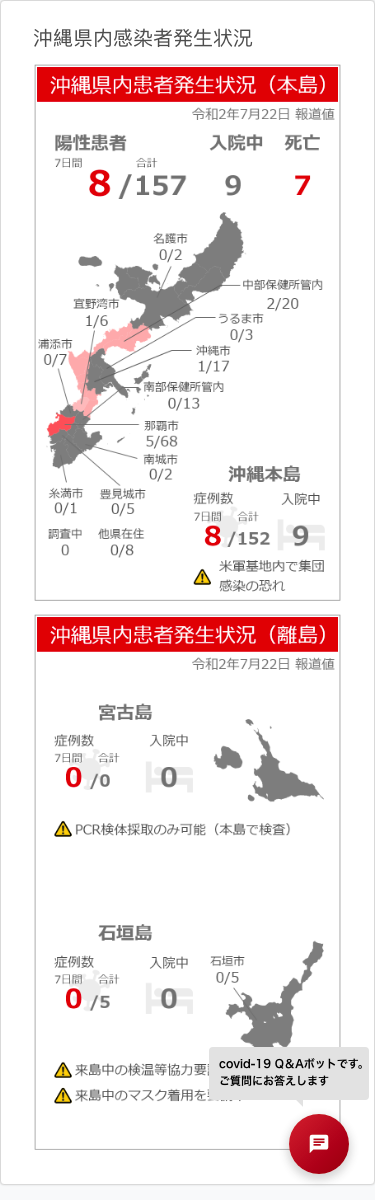 沖縄県内感染者発生状況
沖縄県内患者発生状況（本島）
令和2年7月22日 報道値
陽性患者 入院中 死亡
7日間 合計
8/157 9 7
名護市
0/2
中部保健所管内
2/20
宜野湾市
1/6
うるま市
0/3
浦添市
0/7
沖縄市
1/17
南部保健所管内
0/13
那覇市
5/68
南城市
0/2
糸満市
0/1
豊見城市
0/5
調査中
0
他県在住
0/8
沖縄本島
症例数 入院中
7日間 合計
8/152 9
米軍基地内で集団
感染の恐れ
沖縄県内患者発生状況（離島）
令和2年7月22日 報道値
宮古島
症例数 入院中
7日間 合計
0/0 0
PCR検体採取のみ可能（本島で検査）
石垣島
症例数 入院中
7日間 合計
0/5 0
石垣市
0/5
来島中の検温等協力要
来島中のマスク着用を
covid-19 Q&Aボットです。
ご質問にお答えします